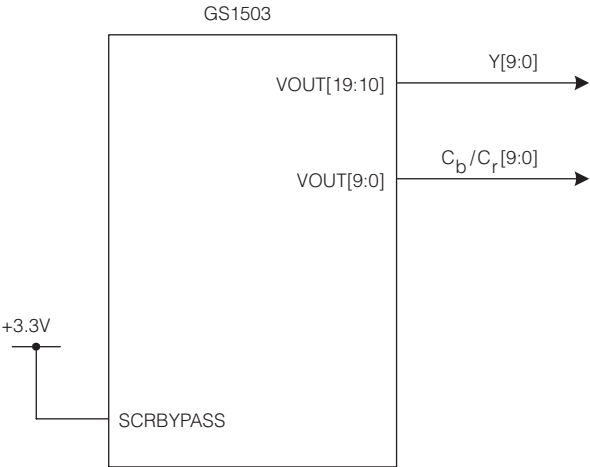 GS1503
Y[9:0]
VOUT[19:10]
Cb/Cr[9:0]
VOUT[9:0]
+3.3V
SCRBYPASS